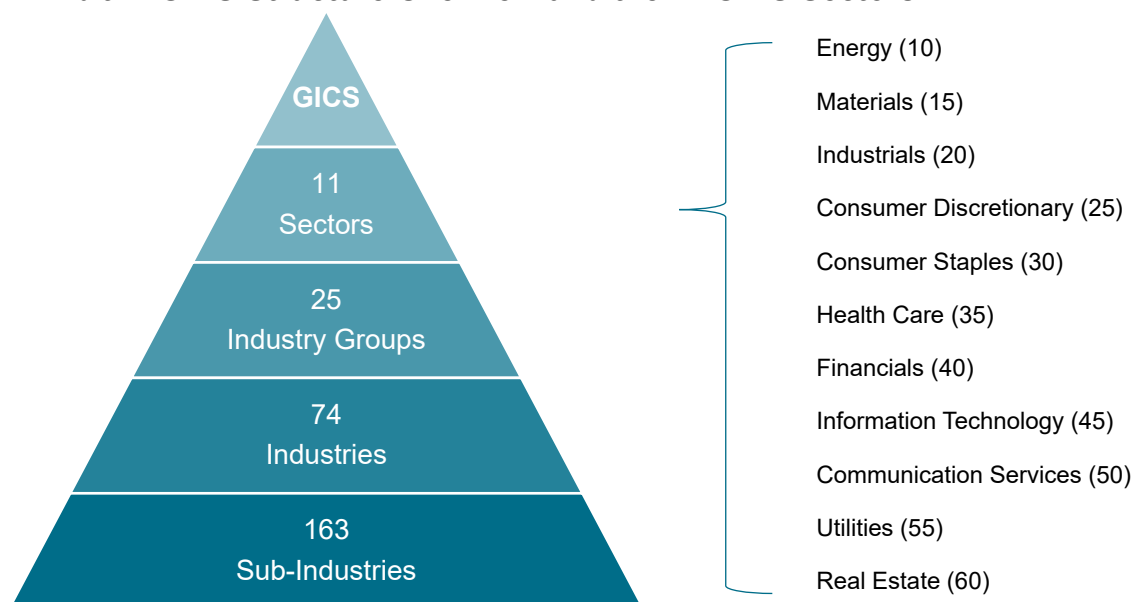 GICS
11
Sectors
25
Industry Groups
74
Industries
163
Sub-Industries
Energy (10)
Materials (15)
Industrials (20)
Consumer Discretionary (25)
Consumer Staples (30)
Health Care (35)
Financials (40)
Information Technology (45)
Communication Services (50)
Utilities (55)
Real Estate (60)